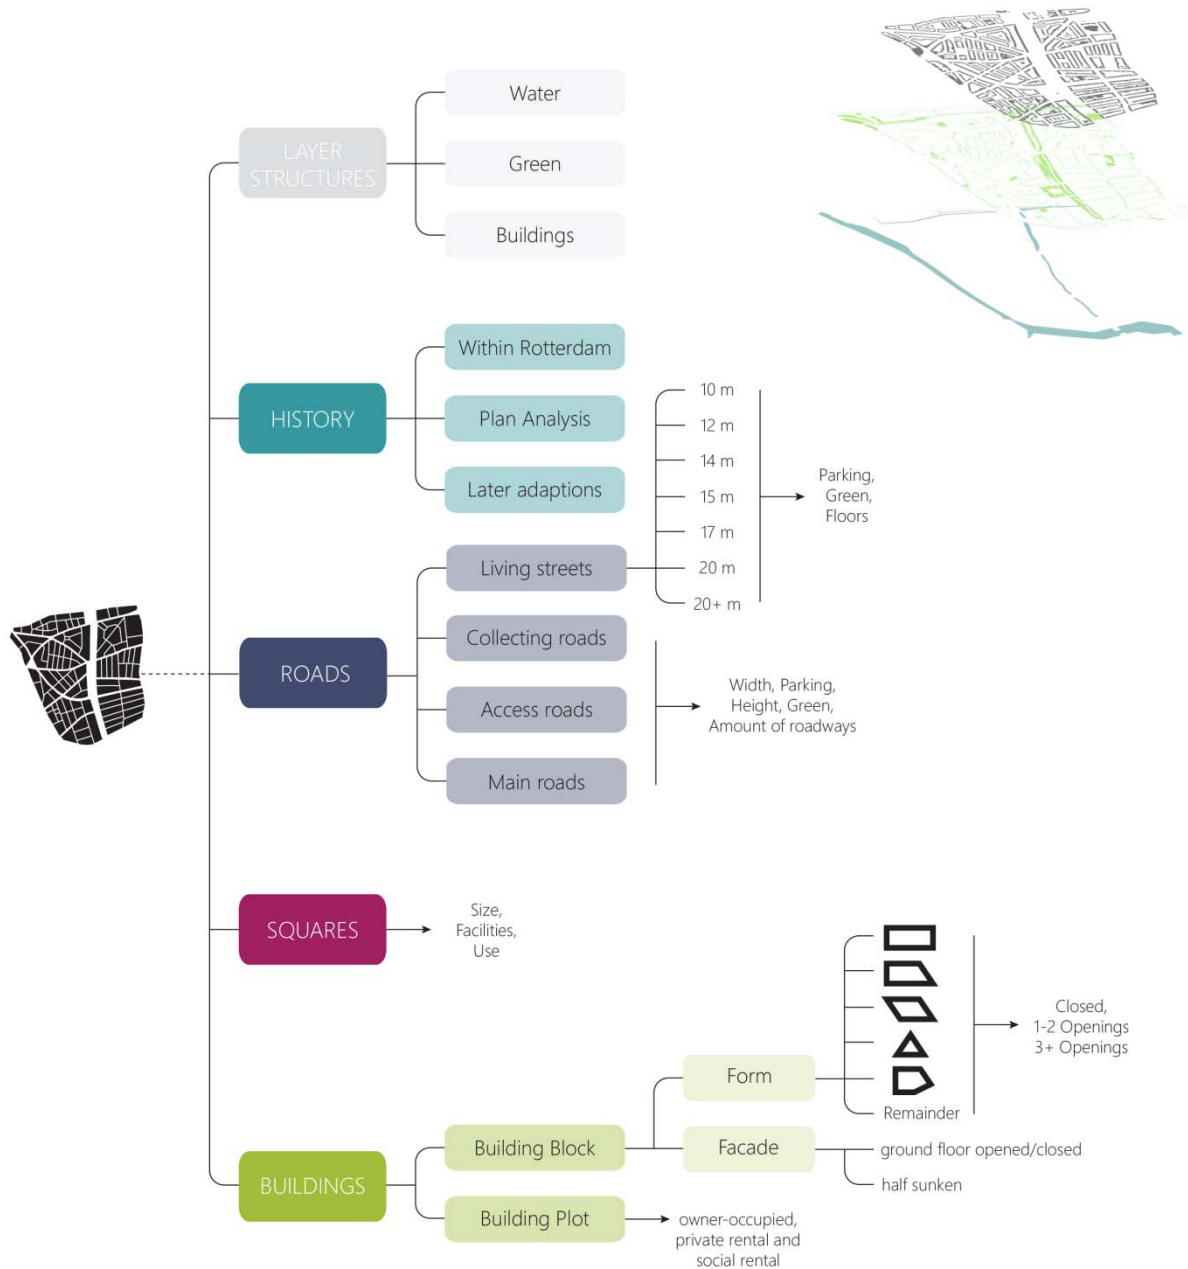 LAYER
STRUCTURES
Water
Green
Buildings
HISTORY
Within Rotterdam
Plan Analysis
Later adaptions
ROADS
Living streets
10 m
12 m
14 m
15 m
17 m
20 m
20+ m
Parking,
Green,
Floors
Collecting roads
Access roads
Main roads
Width, Parking,
Height, Green,
Amount of roadways
SQUARES
Size,
Facilities,
Use
BUILDINGS
Building Block
Form
Remainder
Closed,
1-2 Openings
3+ Openings
Facade
ground floor opened/closed
half sunken
Building Plot
owner-occupied,
private rental and
social rental